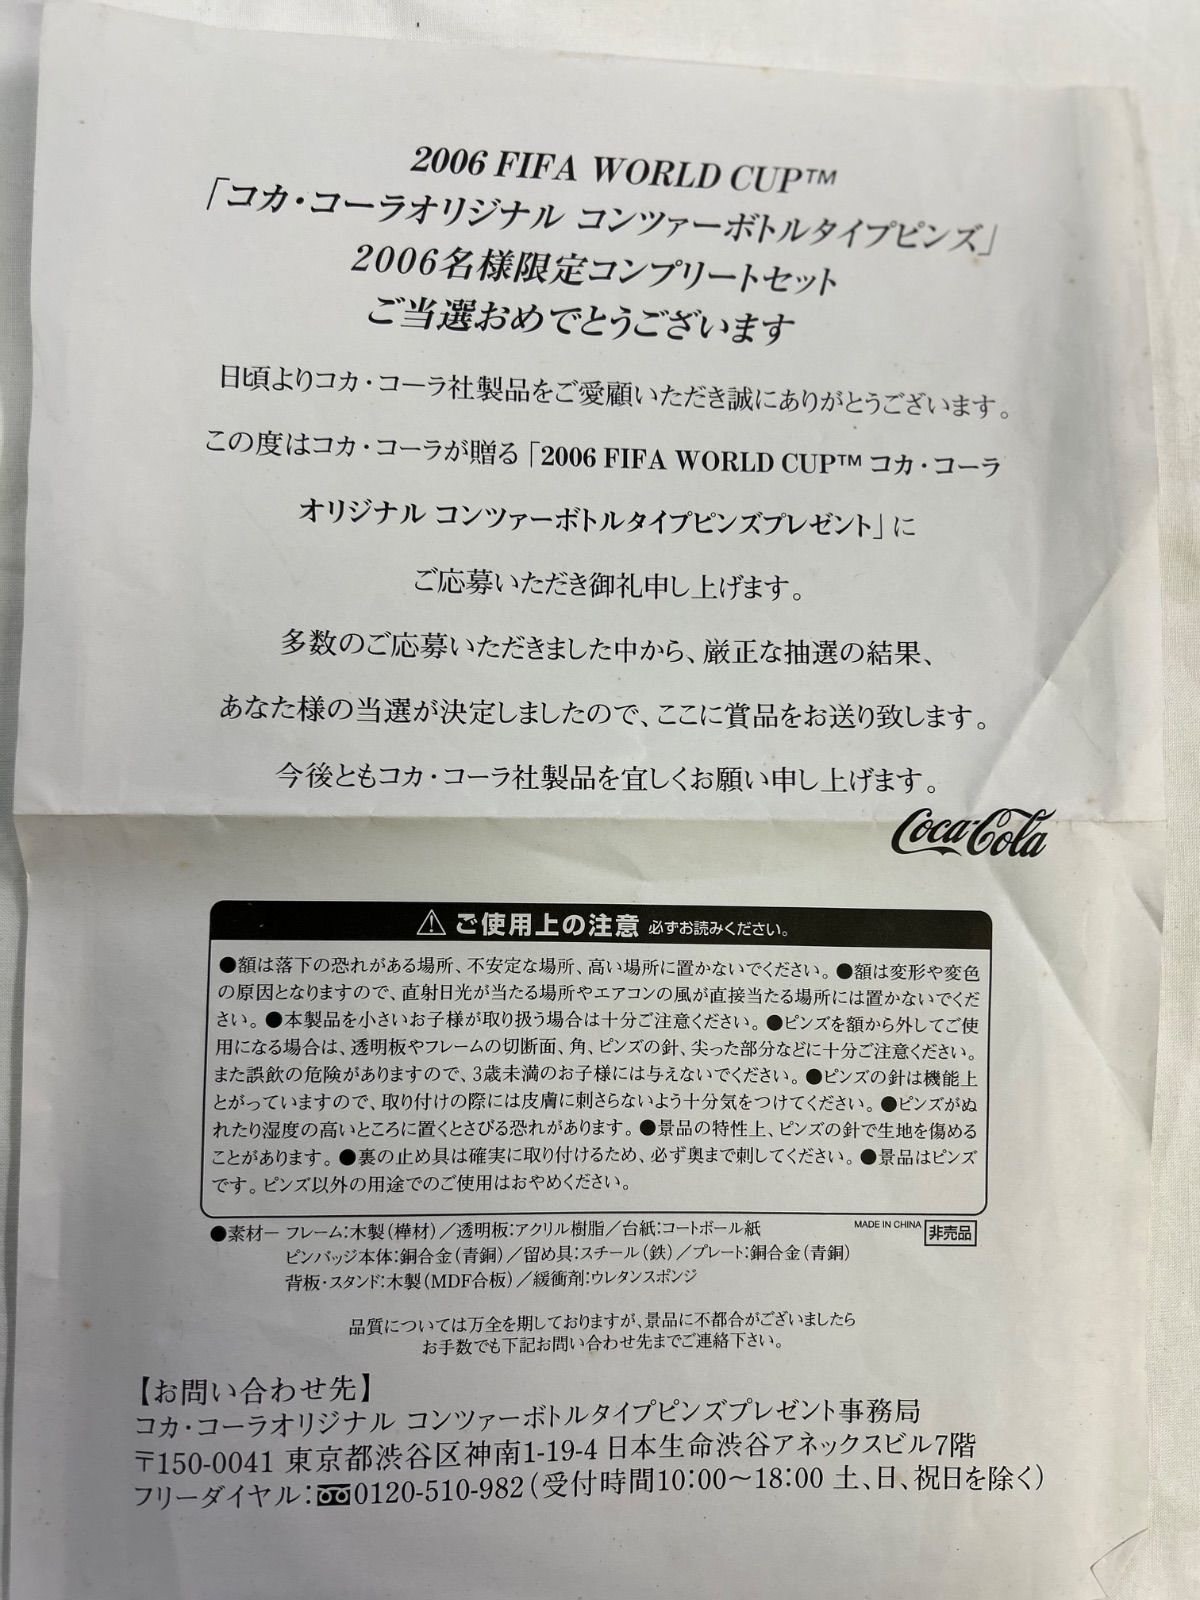 2006 FIFA WORLD CUP™
「コカ・コーラオリジナル コンツァーボトルタイプピンズ」
2006名様限定コンプリートセット
ご当選おめでとうございます
日頃よりコカ・コーラ社製品をご愛顧いただき誠にありがとうございます。
この度はコカ・コーラが贈る「2006 FIFA WORLD CUP™ コカ・コーラ
オリジナル コンツァーボトルタイプピンズプレゼント」に
ご応募いただき御礼申し上げます。
多数のご応募いただきました中から、厳正な抽選の結果、
あなた様の当選が決定しましたので、ここに賞品をお送り致します。
今後ともコカ・コーラ社製品を宜しくお願い申し上げます。
Coca-Cola
⚠ ご使用上の注意 必ずお読みください。
●額は落下の恐れがある場所、不安定な場所、高い場所に置かないでください。●額は変形や変色
の原因となりますので、直射日光が当たる場所やエアコンの風が直接当たる場所には置かないでくだ
さい。●本製品を小さいお子様が取り扱う場合は十分ご注意ください。●ピンズを額から外してご使
用になる場合は、透明板やフレームの切断面、角、ピンズの針、尖った部分などに十分ご注意ください。
また誤飲の危険がありますので、3歳未満のお子様には与えないでください。●ピンズの針は機能上
とがっていますので、取り付けの際には皮膚に刺さらないよう十分気をつけてください。●ピンズがぬ
れたり湿度の高いところに置くとさびる恐れがあります。●景品の特性上、ピンズの針で生地を傷める
ことがあります。●裏の止め具は確実に取り付けるため、必ず奥まで刺してください。●景品はピンズ
です。ピンズ以外の用途でのご使用はおやめください。
●素材ー フレーム:木製(樺材)／透明板:アクリル樹脂／台紙:コートボール紙
MADE IN CHINA 非売品
ピンバッジ本体:銅合金(青銅)／留め具:スチール(鉄)／プレート:銅合金(青銅)
背板・スタンド:木製(MDF合板)／緩衝剤:ウレタンスポンジ
品質については万全を期しておりますが、景品に不都合がございましたら
お手数でも下記お問い合わせ先までご連絡下さい。
【お問い合わせ先】
コカ・コーラオリジナル コンツァーボトルタイプピンズプレゼント事務局
〒150-0041 東京都渋谷区神南1-19-4 日本生命渋谷アネックスビル7階
フリーダイヤル:0120-510-982(受付時間10:00〜18:00 土、日、祝日を除く)